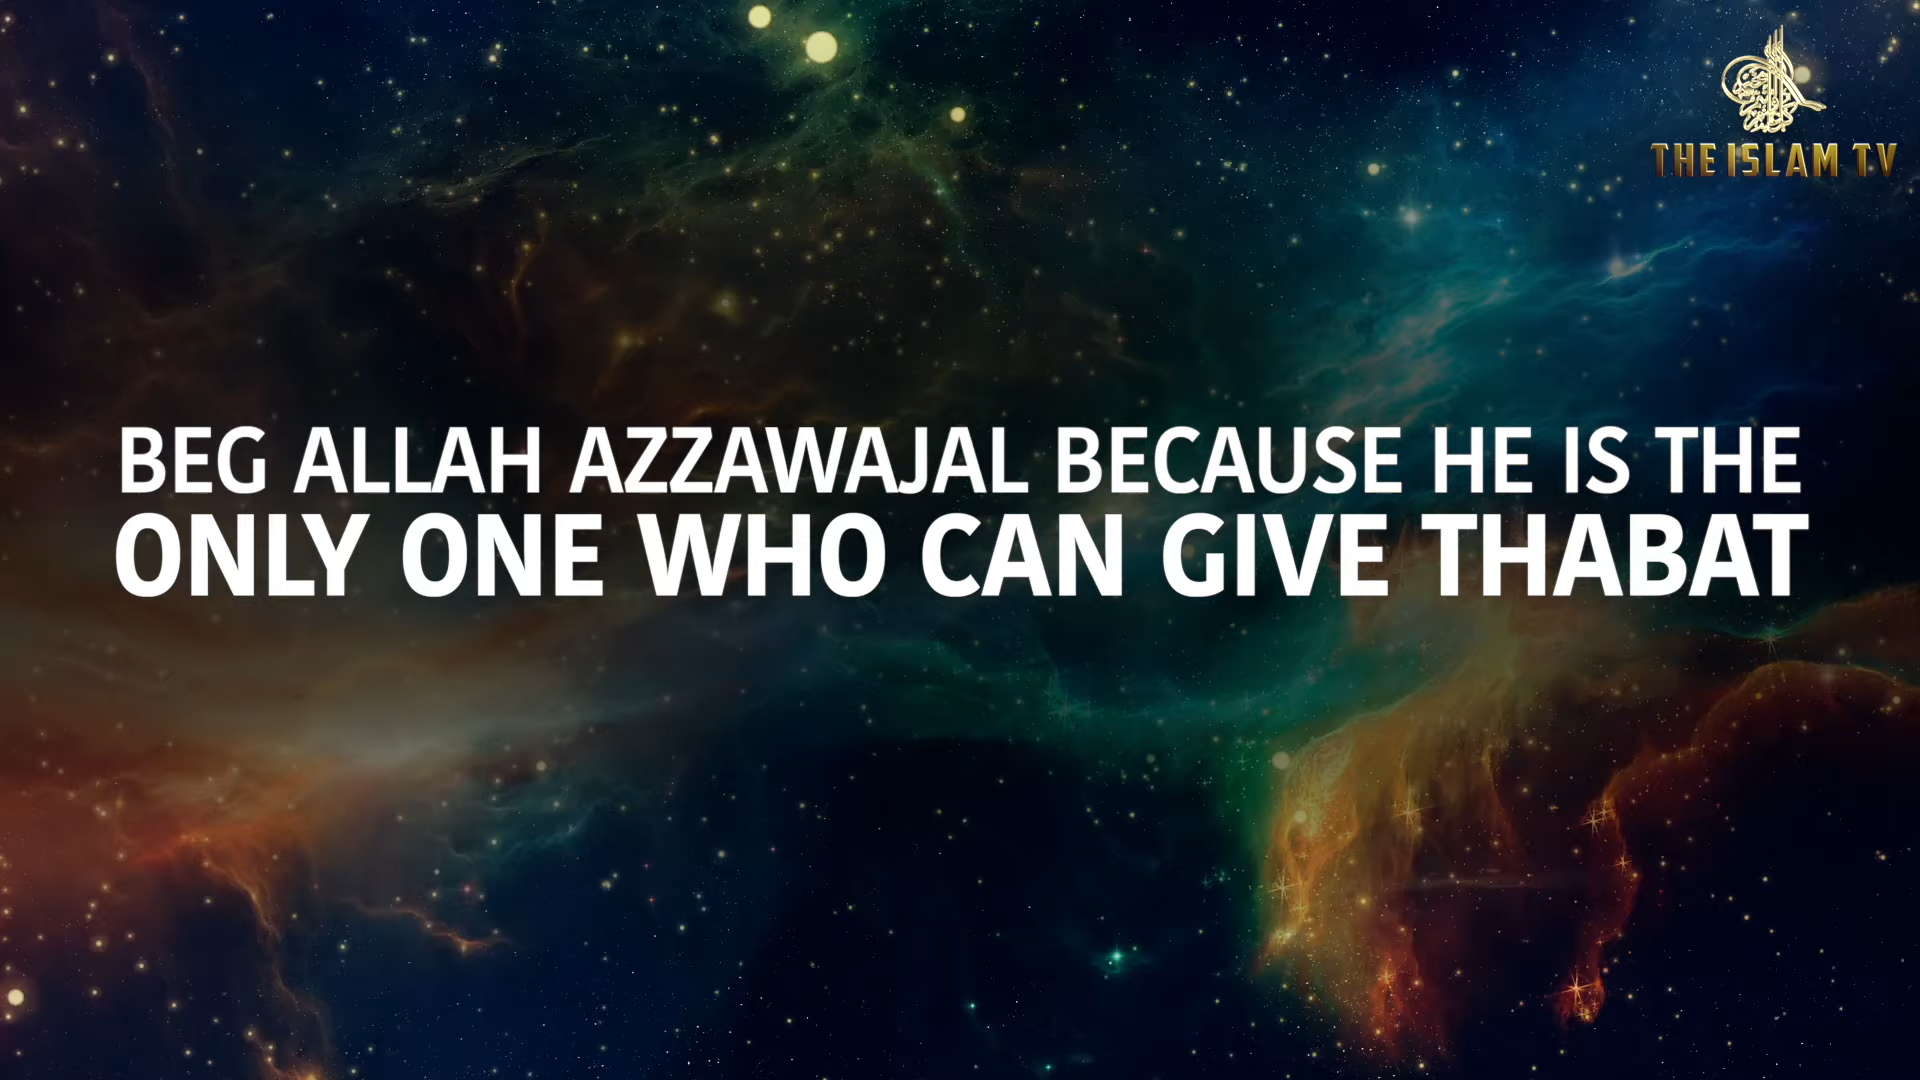 THE ISLAM TV
BEG ALLAH AZZAWAJAL BECAUSE HE IS THE
ONLY ONE WHO CAN GIVE THABAT